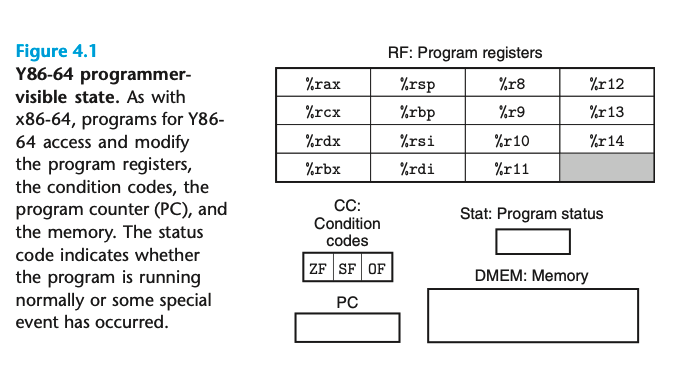 Figure 4.1
Y86-64 programmer-
visible state. As with
x86-64, programs for Y86-
64 access and modify
the program registers,
the condition codes, the
program counter (PC), and
the memory. The status
code indicates whether
the program is running
normally or some special
event has occurred.
RF: Program registers
%rax %rsp %r8 %r12
%rcx %rbp %r9 %r13
%rdx %rsi %r10 %r14
%rbx %rdi %r11
CC:
Condition
codes
ZF SF OF
PC
Stat: Program status
DMEM: Memory